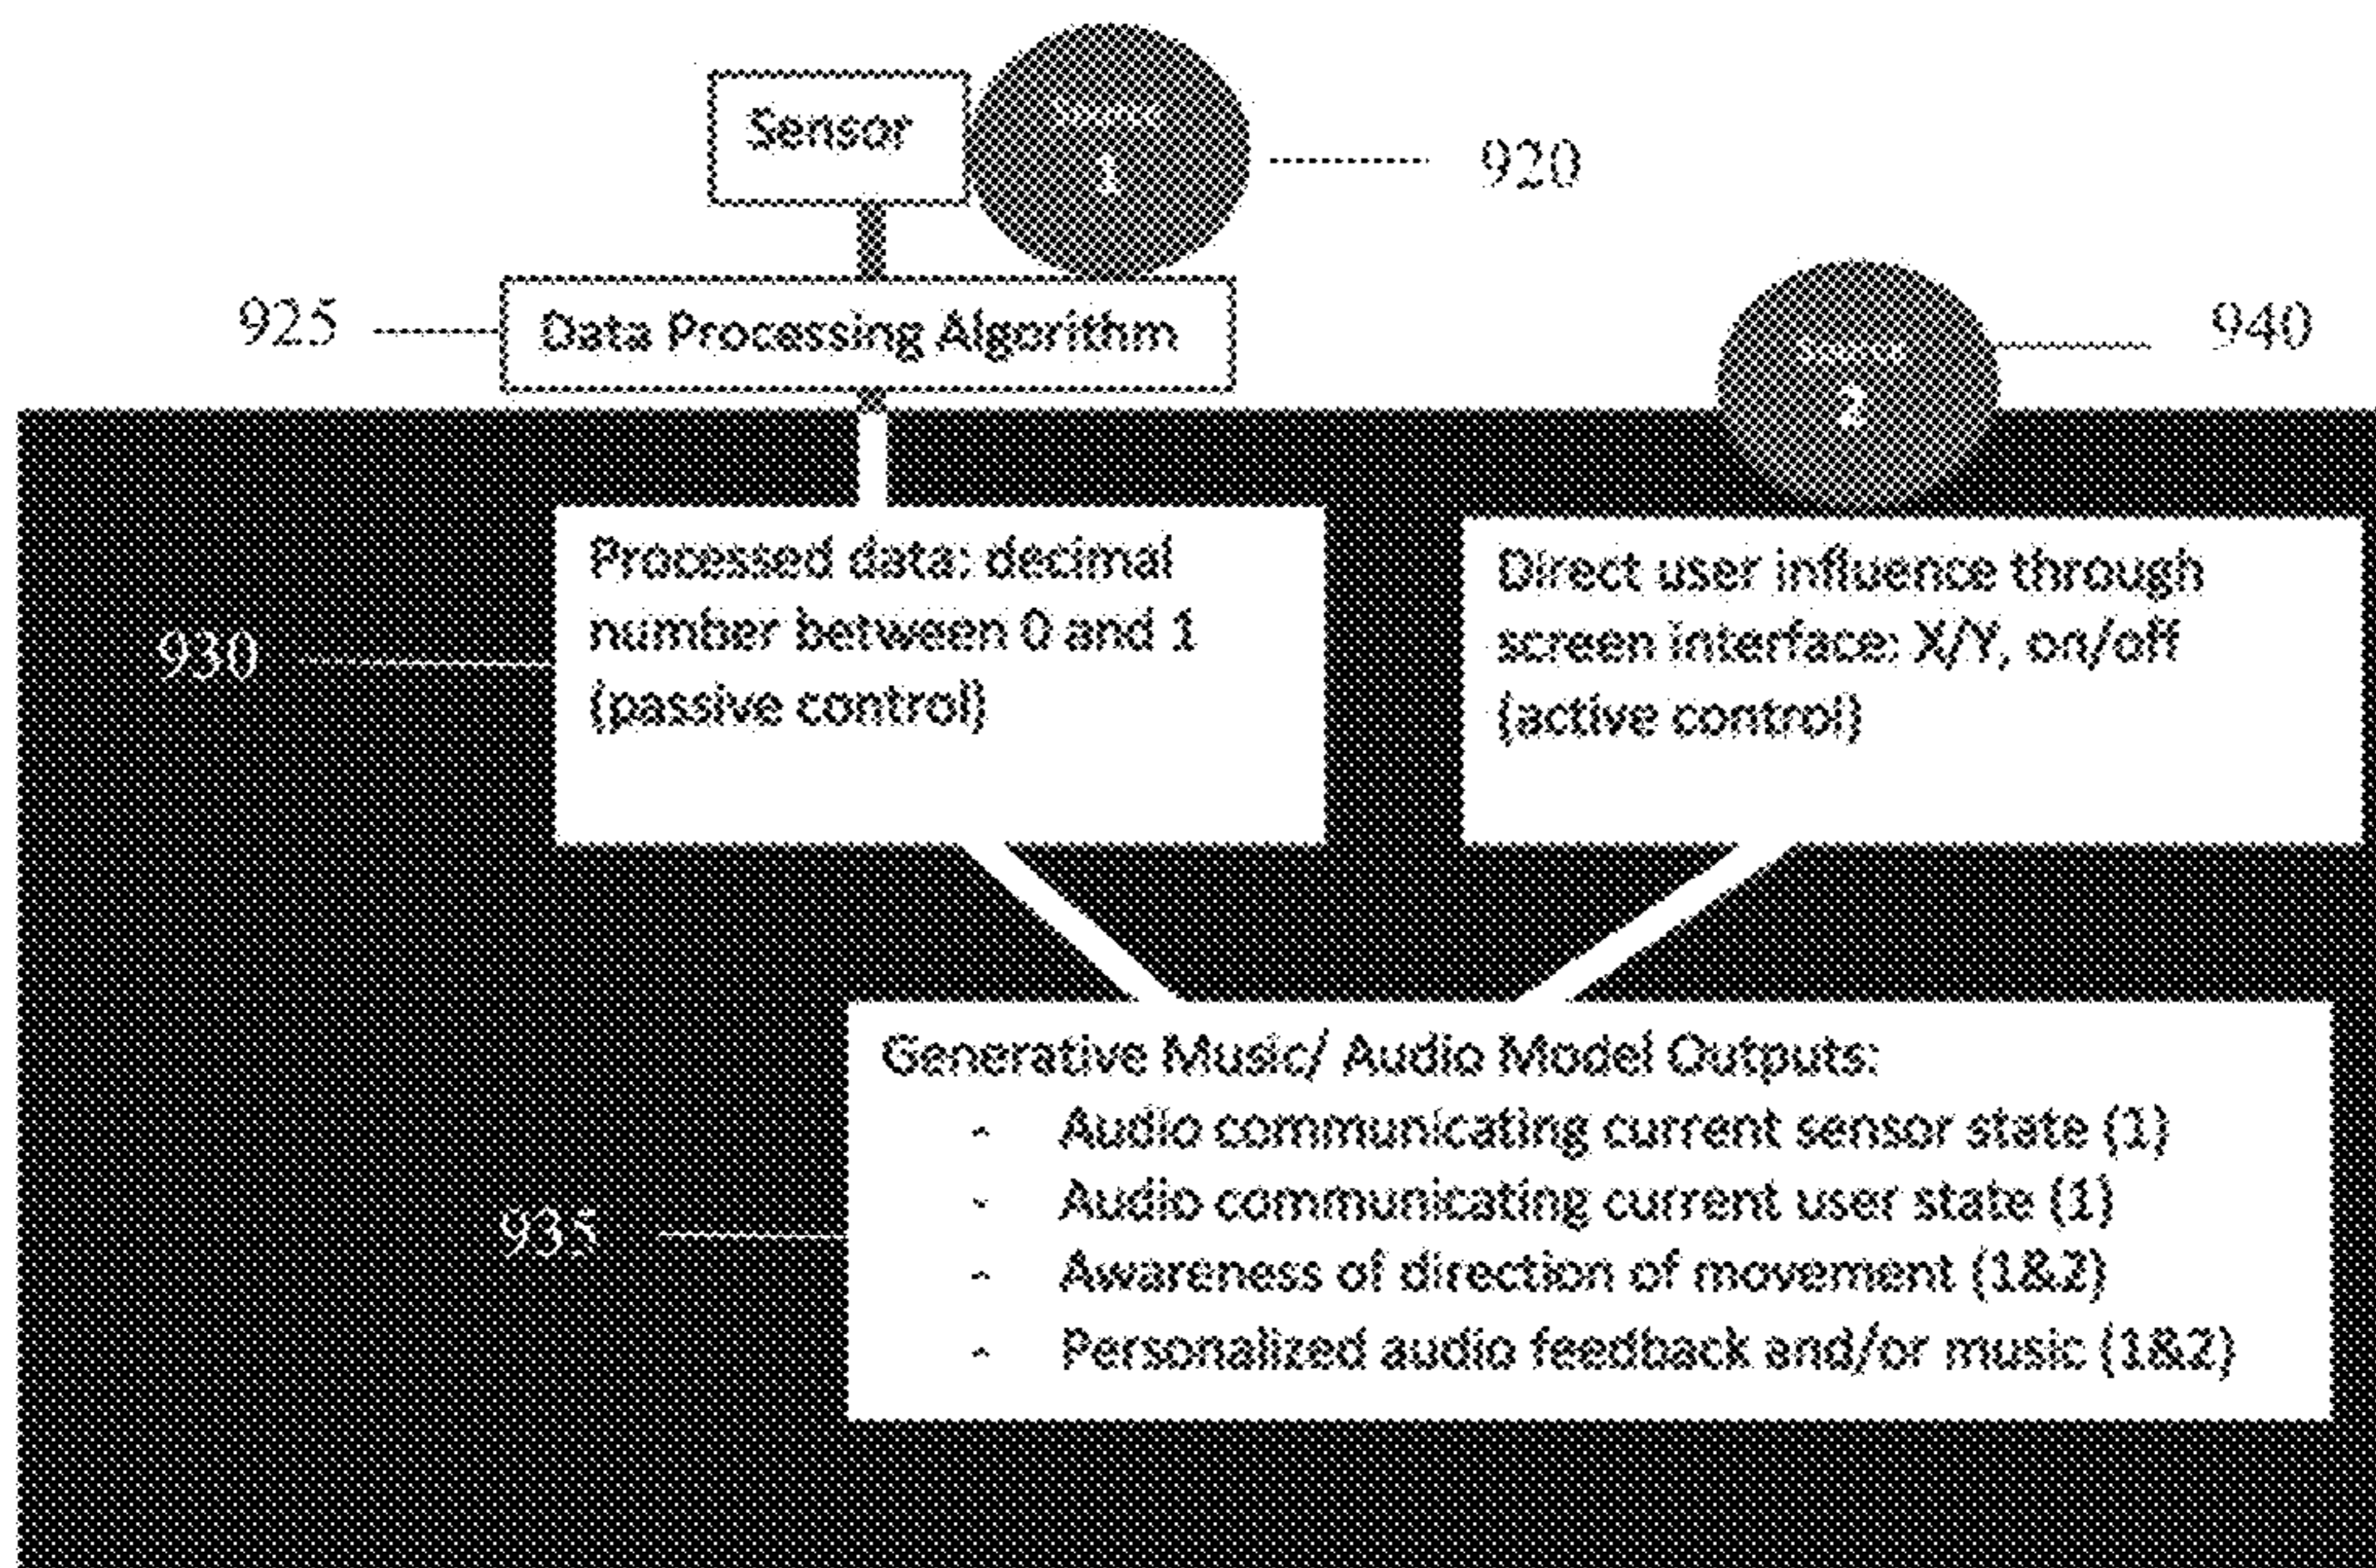 Sensor
1
920
925
Data Processing Algorithm
2
940
Processed data: decimal
number between 0 and 1
(passive control)
930
Direct user influence through
screen interface: X/Y, on/off
(active control)
Generative Music/ Audio Model Outputs:
- Audio communicating current sensor state (1)
- Audio communicating current user state (1)
- Awareness of direction of movement (1&2)
- Personalized audio feedback and/or music (1&2)
935